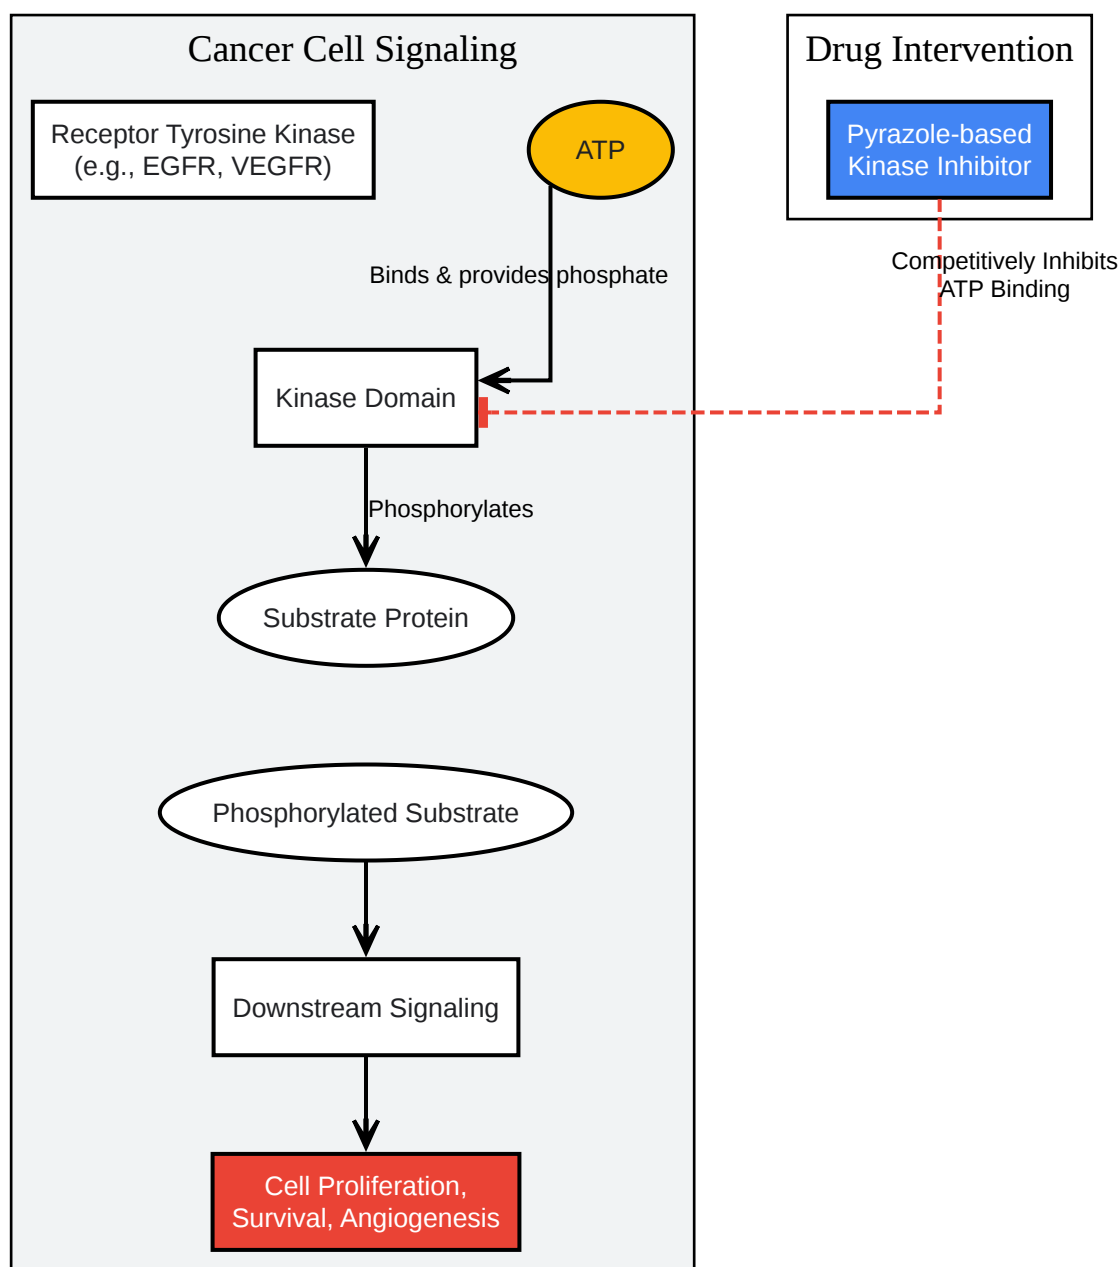 Cancer Cell Signaling
Drug Intervention
Receptor Tyrosine Kinase
(e.g., EGFR, VEGFR)
ATP
Pyrazole-based
Kinase Inhibitor
Binds & provides phosphate
Competitively Inhibits
ATP Binding
Kinase Domain
Phosphorylates
Substrate Protein
Phosphorylated Substrate
Downstream Signaling
Cell Proliferation,
Survival, Angiogenesis